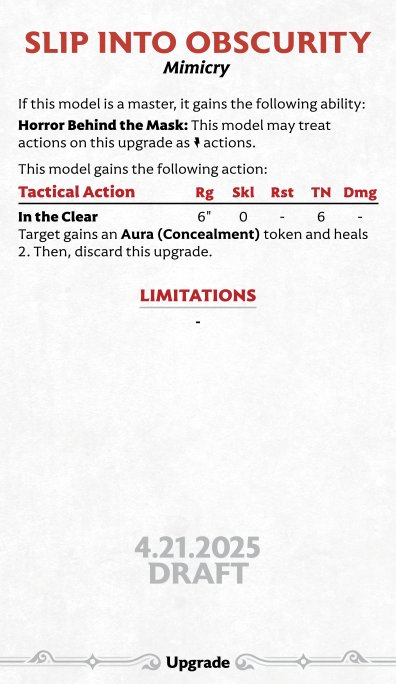 SLIP INTO OBSCURITY
Mimicry
If this model is a master, it gains the following ability:
Horror Behind the Mask: This model may treat
actions on this upgrade as actions.
This model gains the following action:
Tactical Action Rg Skl Rst TN Dmg
In the Clear 6" 0 - 6 -
Target gains an Aura (Concealment) token and heals
2. Then, discard this upgrade.
LIMITATIONS
-
4.21.2025
DRAFT
Upgrade